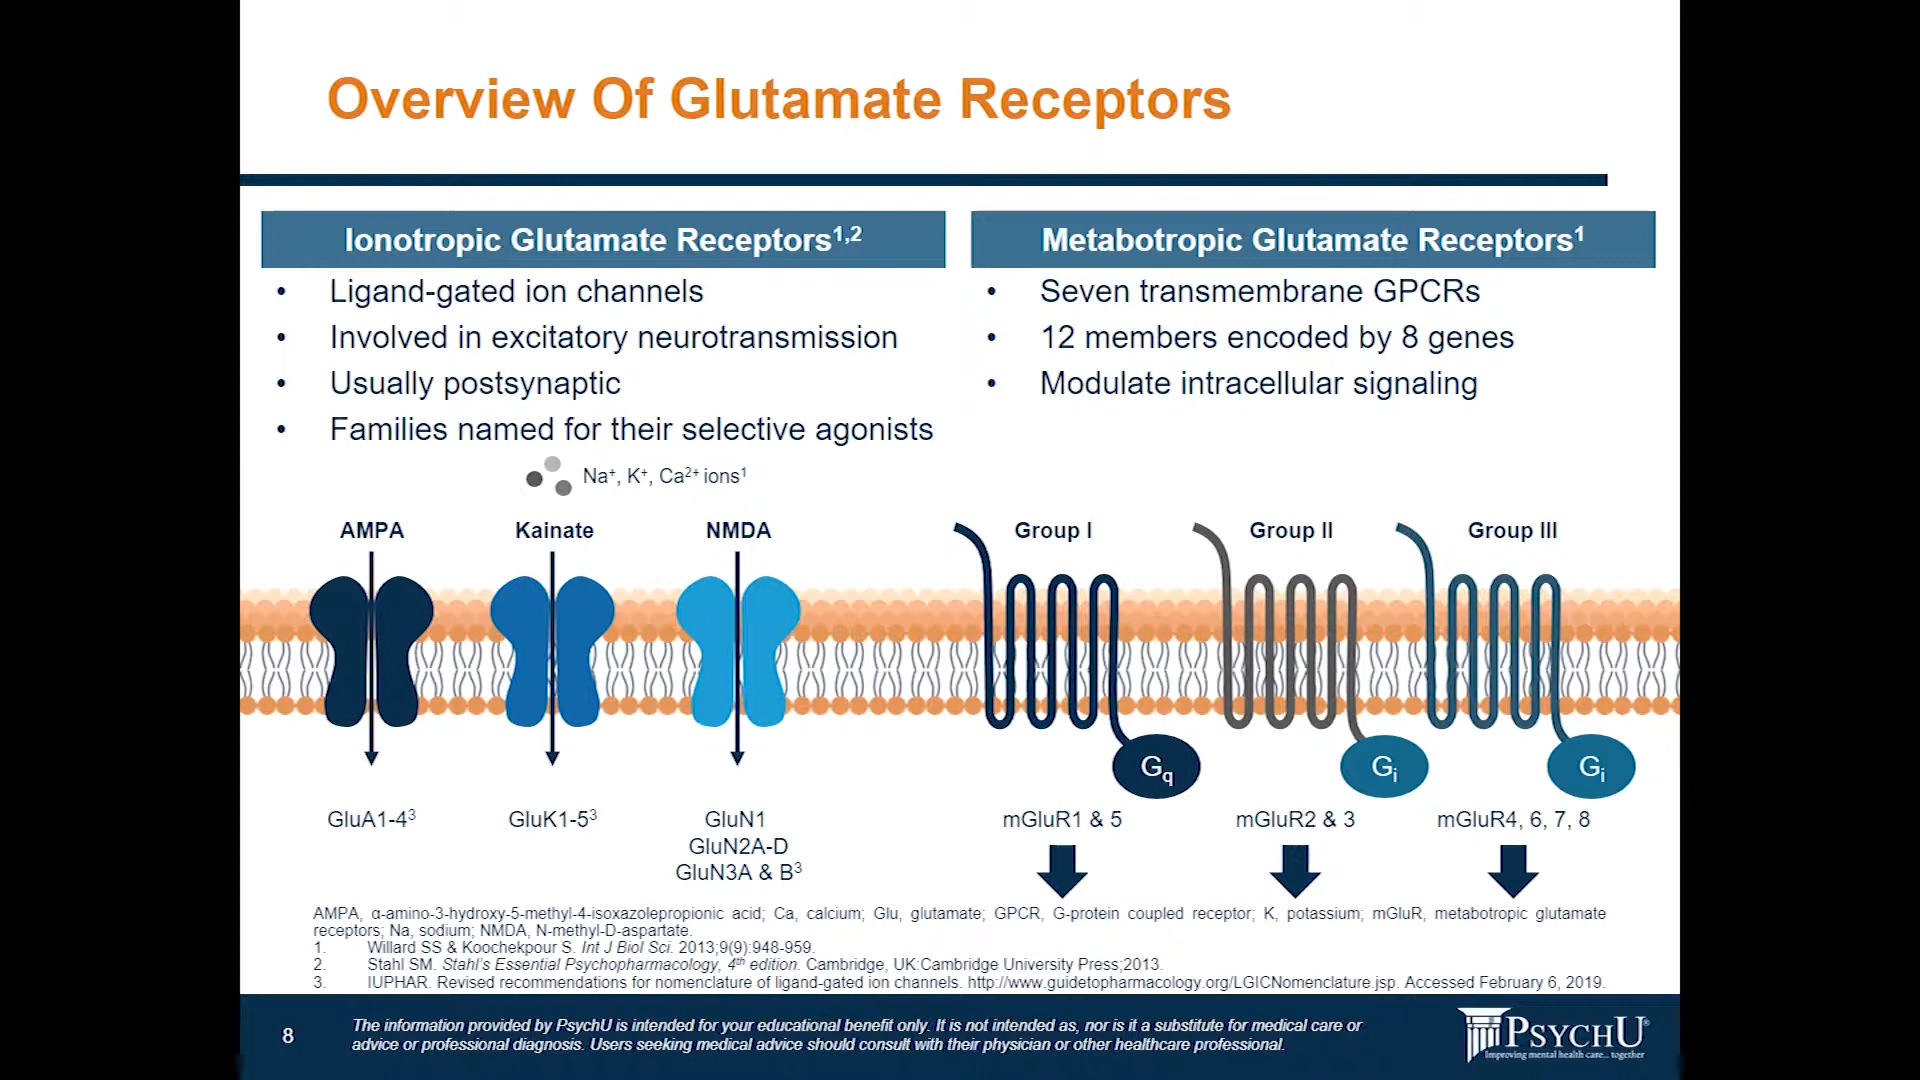 Overview Of Glutamate Receptors
Ionotropic Glutamate Receptors¹,²
• Ligand-gated ion channels
• Involved in excitatory neurotransmission
• Usually postsynaptic
• Families named for their selective agonists
Metabotropic Glutamate Receptors¹
• Seven transmembrane GPCRs
• 12 members encoded by 8 genes
• Modulate intracellular signaling
Na⁺, K⁺, Ca²⁺ ions¹
AMPA
Kainate
NMDA
Group I
Group II
Group III
Gq
Gi
Gi
GluA1-4³
GluK1-5³
GluN1
GluN2A-D
GluN3A & B³
mGluR1 & 5
mGluR2 & 3
mGluR4, 6, 7, 8
AMPA, α-amino-3-hydroxy-5-methyl-4-isoxazolepropionic acid; Ca, calcium; Glu, glutamate; GPCR, G-protein coupled receptor; K, potassium; mGluR, metabotropic glutamate
receptors; Na, sodium; NMDA, N-methyl-D-aspartate.
1. Willard SS & Koochekpour S. Int J Biol Sci. 2013;9(9):948-959.
2. Stahl SM. Stahl's Essential Psychopharmacology, 4th edition. Cambridge, UK:Cambridge University Press;2013.
3. IUPHAR. Revised recommendations for nomenclature of ligand-gated ion channels. http://www.guidetopharmacology.org/LGICNomenclature.jsp. Accessed February 6, 2019.
8
The information provided by PsychU is intended for your educational benefit only. It is not intended as, nor is it a substitute for medical care or
advice or professional diagnosis. Users seeking medical advice should consult with their physician or other healthcare professional.
PSYCHU®
Improving mental health care... together